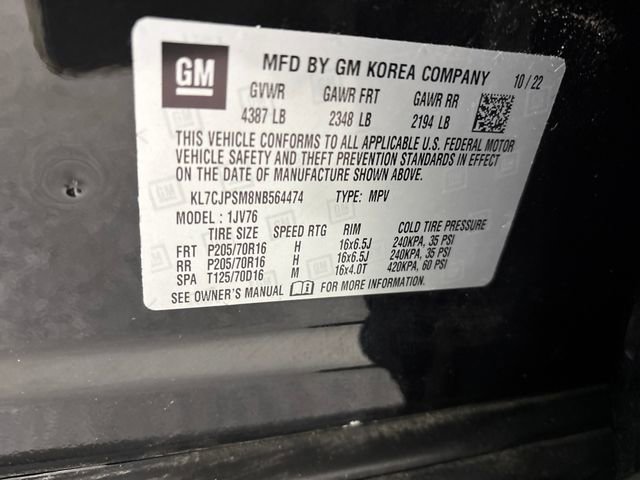 GM
MFD BY GM KOREA COMPANY 10/22
GVWR GAWR FRT GAWR RR
4387 LB 2348 LB 2194 LB
THIS VEHICLE CONFORMS TO ALL APPLICABLE U.S. FEDERAL MOTOR
VEHICLE SAFETY AND THEFT PREVENTION STANDARDS IN EFFECT
ON THE DATE OF MANUFACTURE SHOWN ABOVE.
KL7CJPSM8NB564474 TYPE: MPV
MODEL : 1JV76
TIRE SIZE SPEED RTG RIM COLD TIRE PRESSURE
FRT P205/70R16 H 16x6.5J 240KPA, 35 PSI
RR P205/70R16 H 16x6.5J 240KPA, 35 PSI
SPA T125/70D16 M 16x4.0T 420KPA, 60 PSI
SEE OWNER'S MANUAL FOR MORE INFORMATION.